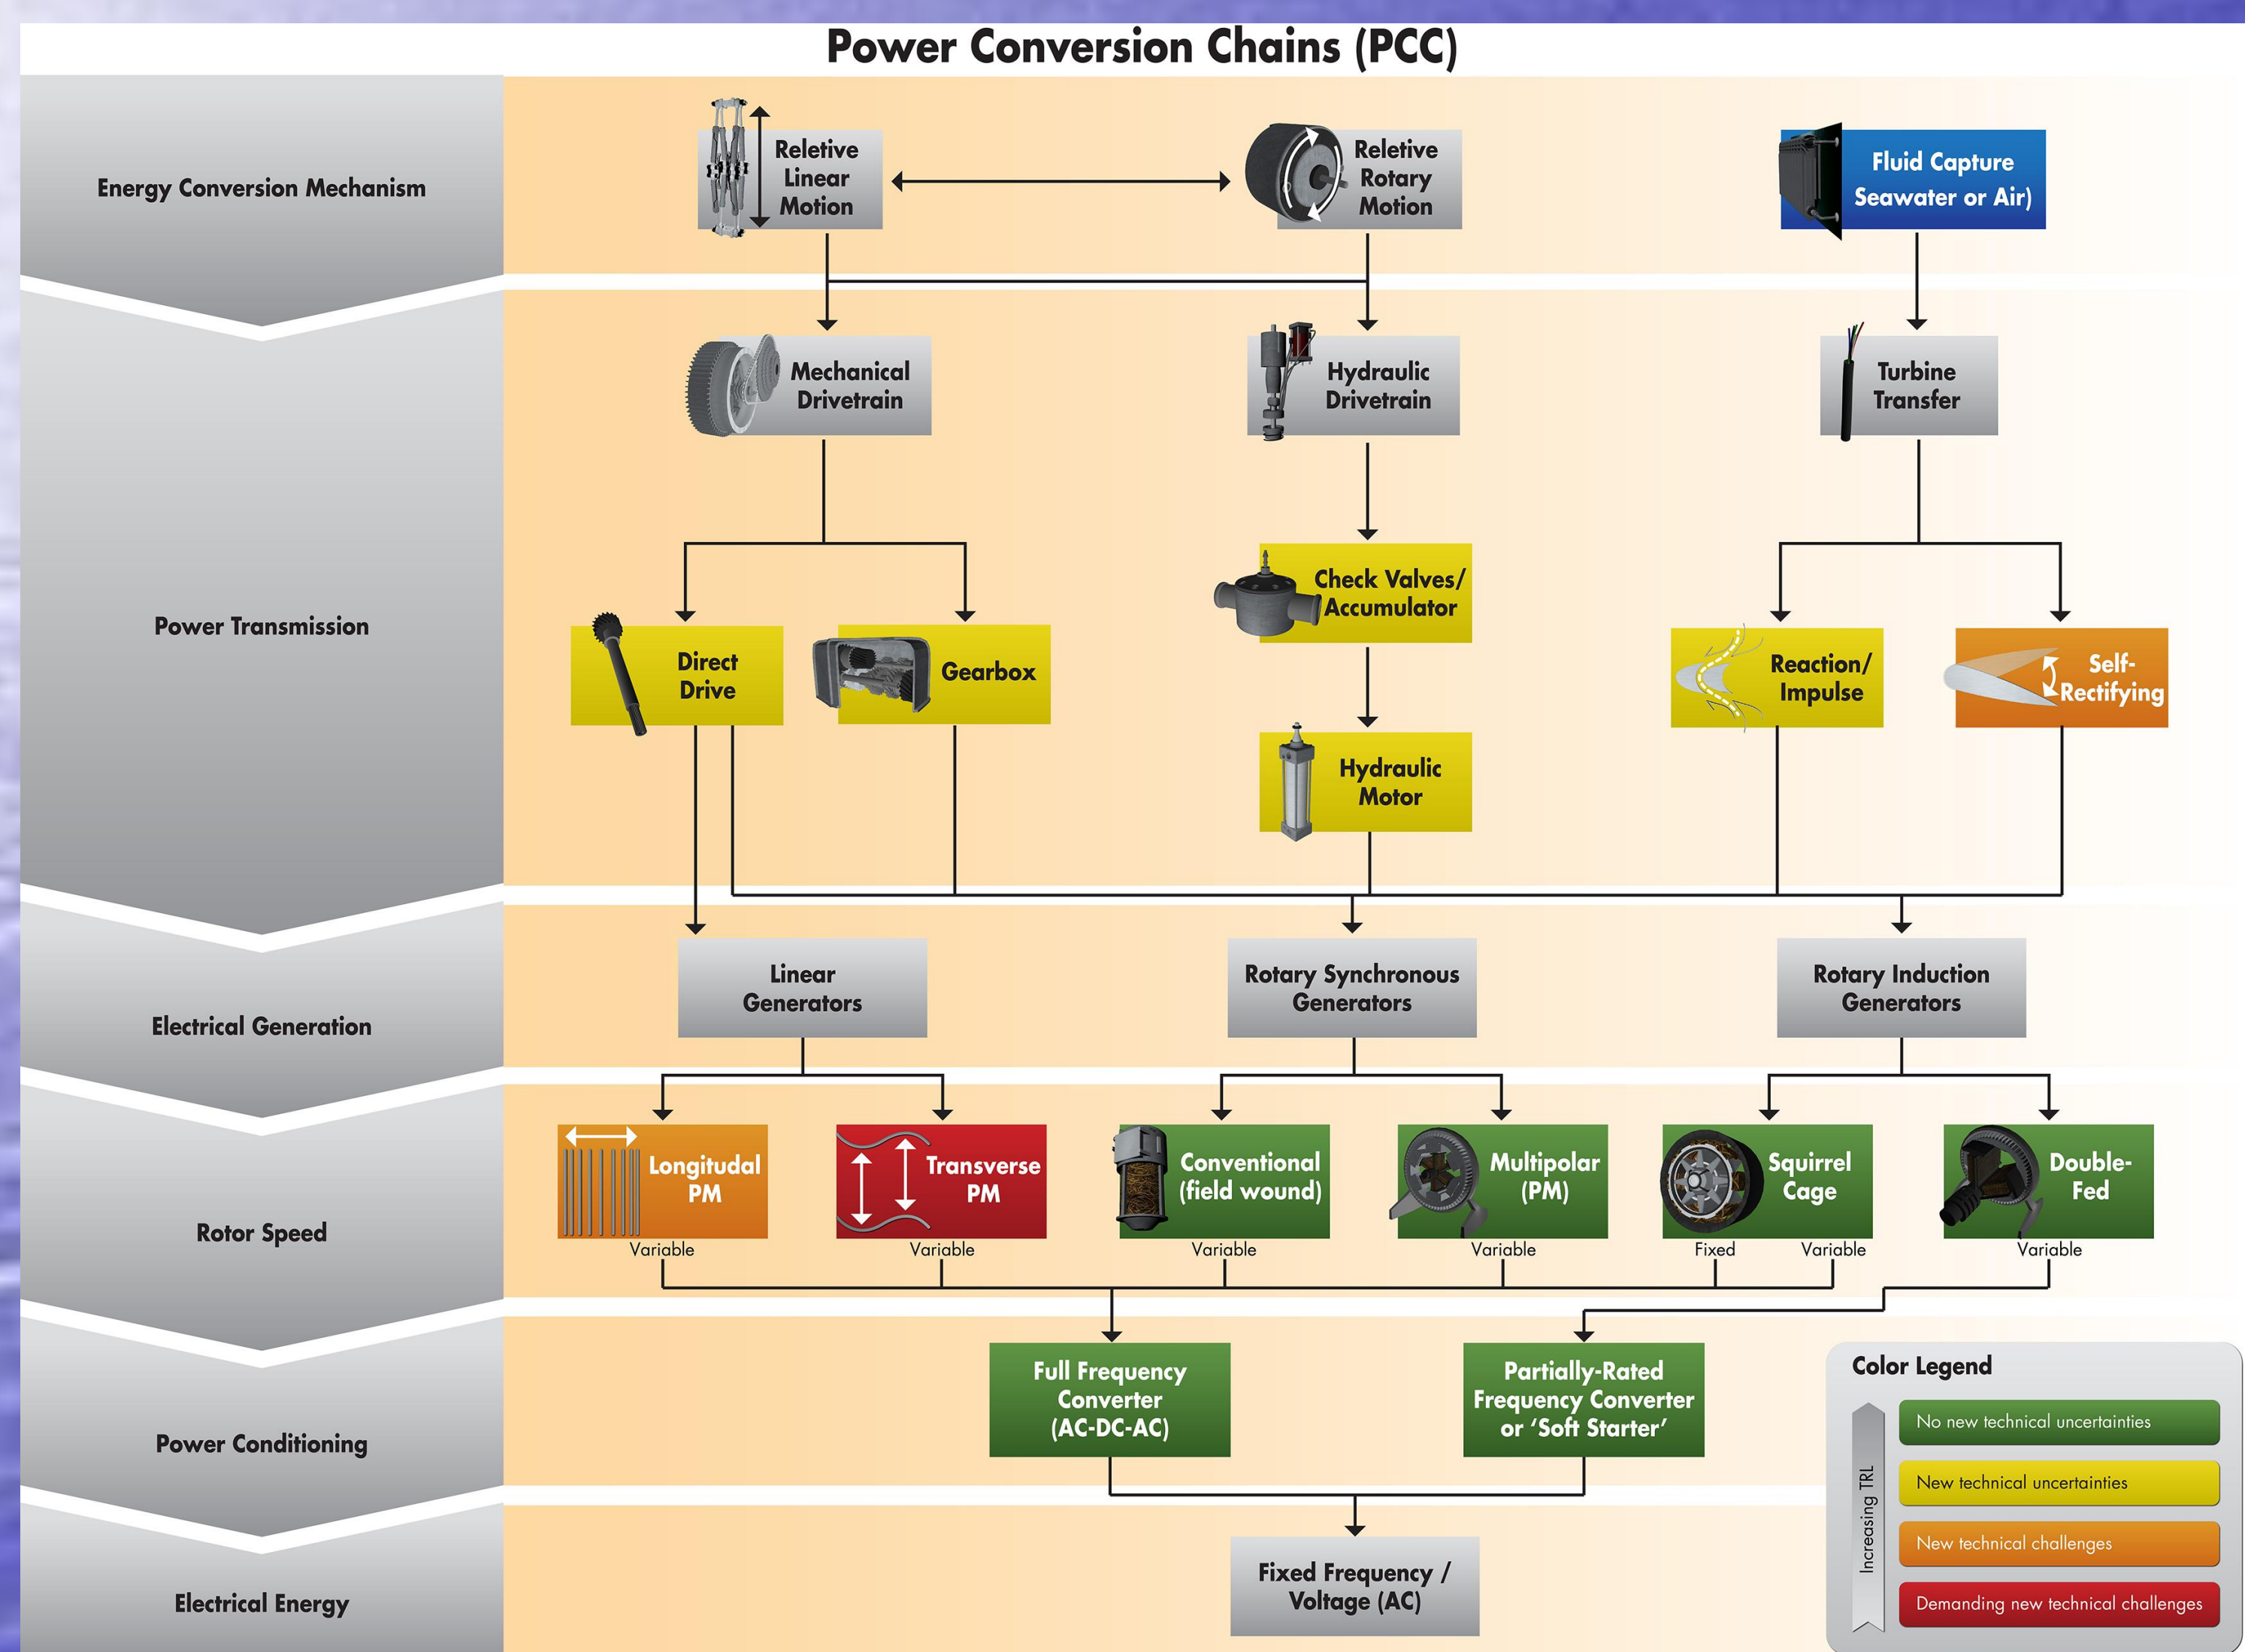 Power Conversion Chains (PCC)
Energy Conversion Mechanism
Reletive
Linear
Motion
Reletive
Rotary
Motion
Fluid Capture
Seawater or Air)
Power Transmission
Mechanical
Drivetrain
Hydraulic
Drivetrain
Turbine
Transfer
Direct
Drive
Gearbox
Check Valves/
Accumulator
Hydraulic
Motor
Reaction/
Impulse
Self-
Rectifying
Electrical Generation
Linear
Generators
Rotary Synchronous
Generators
Rotary Induction
Generators
Rotor Speed
Longitudal
PM
Variable
Transverse
PM
Variable
Conventional
(field wound)
Variable
Multipolar
(PM)
Variable
Squirrel
Cage
Fixed
Variable
Double-
Fed
Variable
Power Conditioning
Full Frequency
Converter
(AC-DC-AC)
Partially-Rated
Frequency Converter
or ‘Soft Starter’
Electrical Energy
Fixed Frequency /
Voltage (AC)
Color Legend
Increasing TRL
No new technical uncertainties
New technical uncertainties
New technical challenges
Demanding new technical challenges